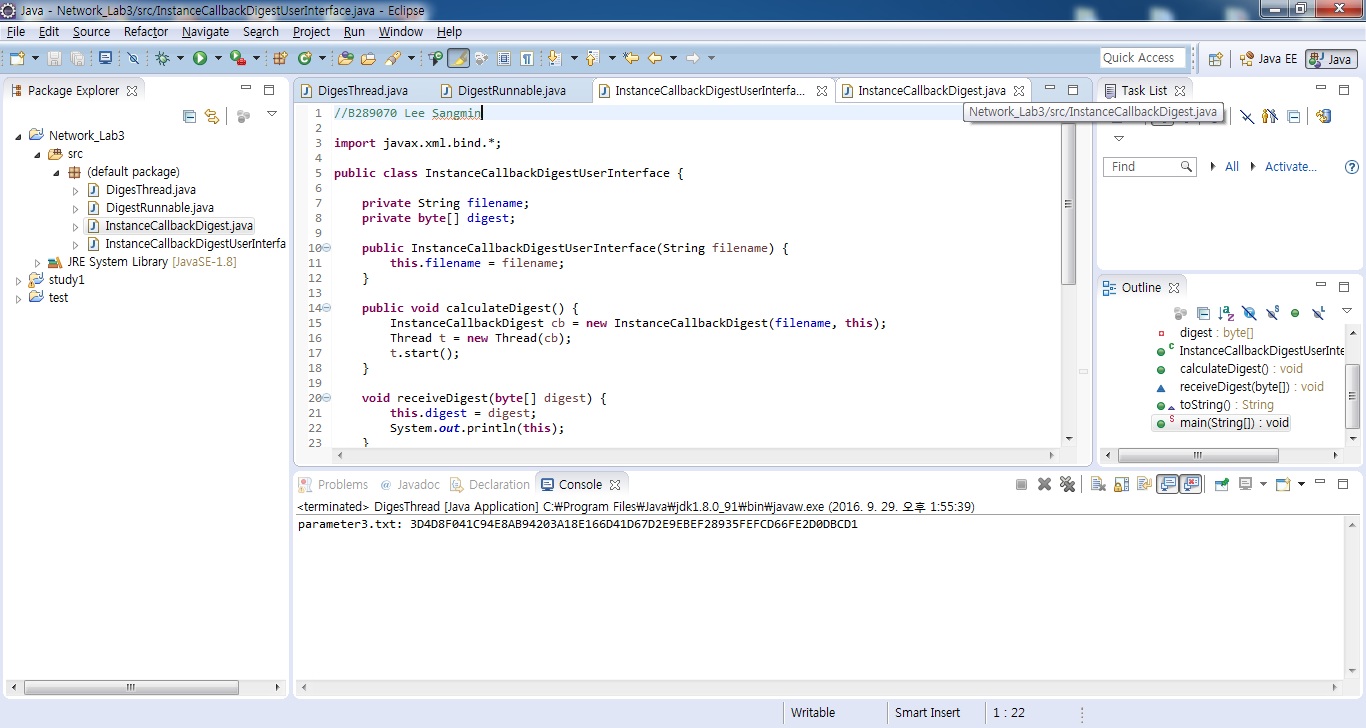 Java - Network_Lab3/src/InstanceCallbackDigestUserInterface.java - Eclipse
File Edit Source Refactor Navigate Search Project Run Window Help
Quick Access Java EE Java
Package Explorer
Network_Lab3
src
(default package)
DigesThread.java
DigestRunnable.java
InstanceCallbackDigest.java
InstanceCallbackDigestUserInterfa
JRE System Library [JavaSE-1.8]
study1
test
DigesThread.java DigestRunnable.java InstanceCallbackDigestUserInterfa... InstanceCallbackDigest.java
Network_Lab3/src/InstanceCallbackDigest.java
1 //B289070 Lee Sangmin
2
3 import javax.xml.bind.*;
4
5 public class InstanceCallbackDigestUserInterface {
6
7 private String filename;
8 private byte[] digest;
9
10 public InstanceCallbackDigestUserInterface(String filename) {
11 this.filename = filename;
12 }
13
14 public void calculateDigest() {
15 InstanceCallbackDigest cb = new InstanceCallbackDigest(filename, this);
16 Thread t = new Thread(cb);
17 t.start();
18 }
19
20 void receiveDigest(byte[] digest) {
21 this.digest = digest;
22 System.out.println(this);
23 }
Task List
Find All Activate...
Outline
digest : byte[]
InstanceCallbackDigestUserInte
calculateDigest() : void
receiveDigest(byte[]) : void
toString() : String
main(String[]) : void
Problems Javadoc Declaration Console
<terminated> DigesThread [Java Application] C:₩Program Files₩Java₩jdk1.8.0_91₩bin₩javaw.exe (2016. 9. 29. 오후 1:55:39)
parameter3.txt: 3D4D8F041C94E8AB94203A18E166D41D67D2E9EBEF28935FEFCD66FE2D0DBCD1
Writable Smart Insert 1 : 22